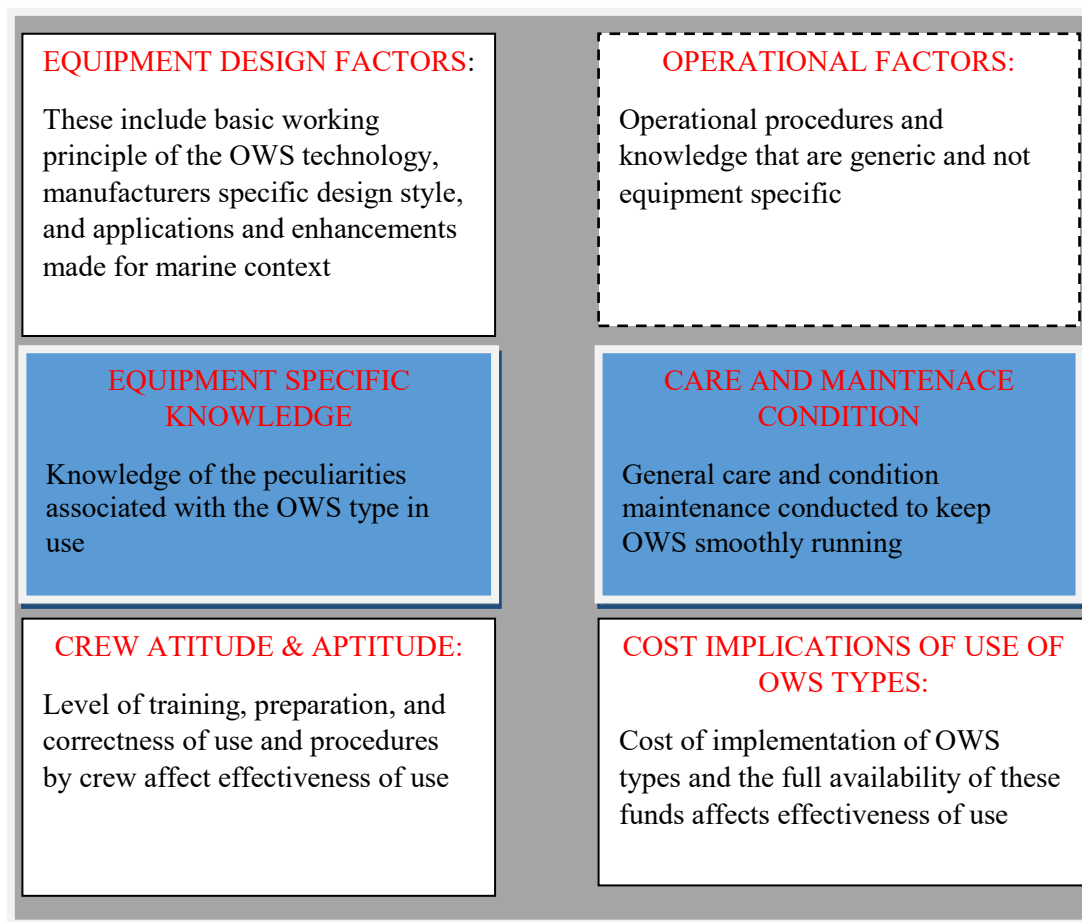 EQUIPMENT DESIGN FACTORS:
These include basic working
principle of the OWS technology,
manufacturers specific design style,
and applications and enhancements
made for marine context
OPERATIONAL FACTORS:
Operational procedures and
knowledge that are generic and not
equipment specific
EQUIPMENT SPECIFIC
KNOWLEDGE
Knowledge of the peculiarities
associated with the OWS type in
use
CARE AND MAINTENACE
CONDITION
General care and condition
maintenance conducted to keep
OWS smoothly running
CREW ATITUDE & APTITUDE:
Level of training, preparation, and
correctness of use and procedures
by crew affect effectiveness of use
COST IMPLICATIONS OF USE OF
OWS TYPES:
Cost of implementation of OWS
types and the full availability of these
funds affects effectiveness of use